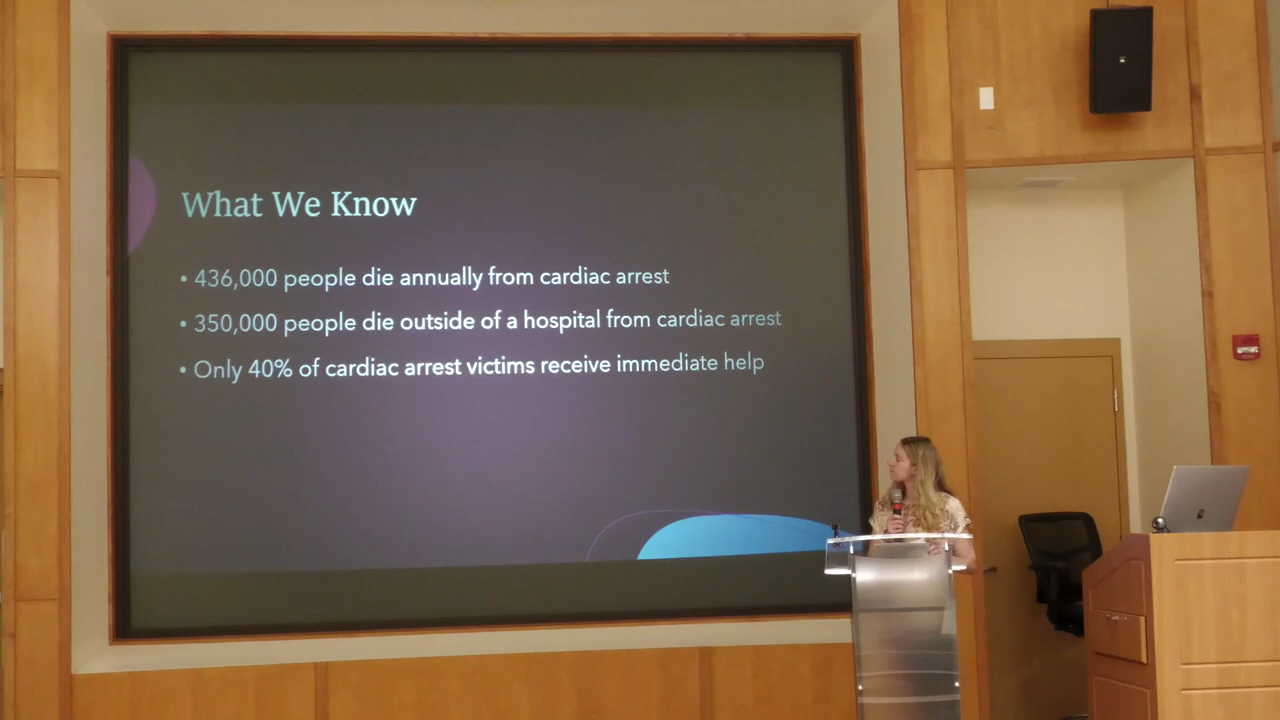 What We Know
• 436,000 people die annually from cardiac arrest
• 350,000 people die outside of a hospital from cardiac arrest
• Only 40% of cardiac arrest victims receive immediate help